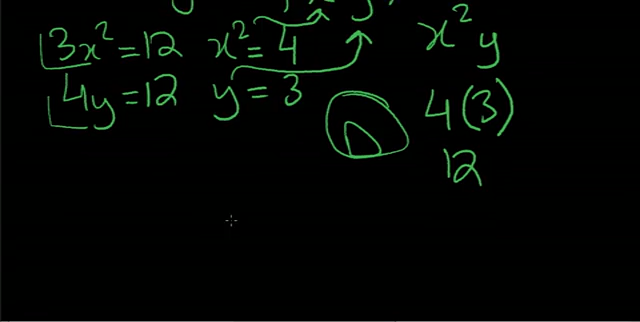 3x² = 12 x² = 4 x²y
4y = 12 y = 3 4(3)
D
12